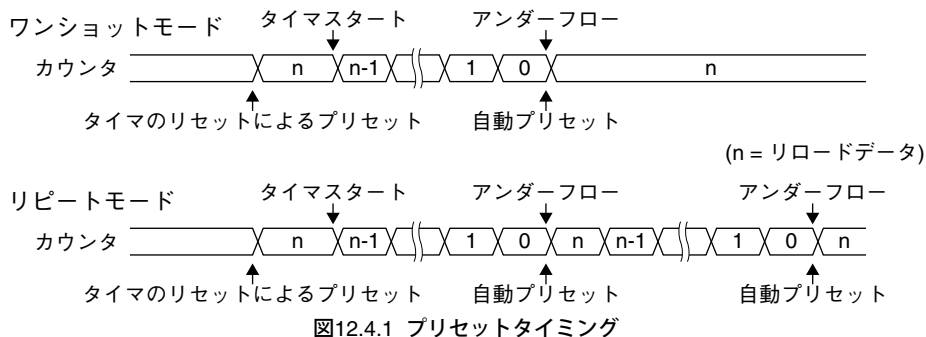 ワンショットモード
タイマスタート アンダーフロー
カウンタ n n-1 1 0 n
タイマのリセットによるプリセット 自動プリセット
(n = リロードデータ)
リピートモード
タイマスタート アンダーフロー アンダーフロー
カウンタ n n-1 1 0 n n-1 1 0 n
タイマのリセットによるプリセット 自動プリセット 自動プリセット
図12.4.1 プリセットタイミング